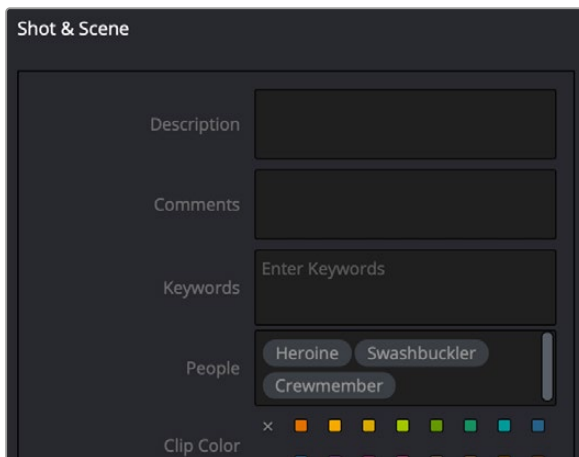 Shot & Scene
Description
Comments
Enter Keywords
Keywords
Heroine Swashbuckler
People
Crewmember
Clip Color